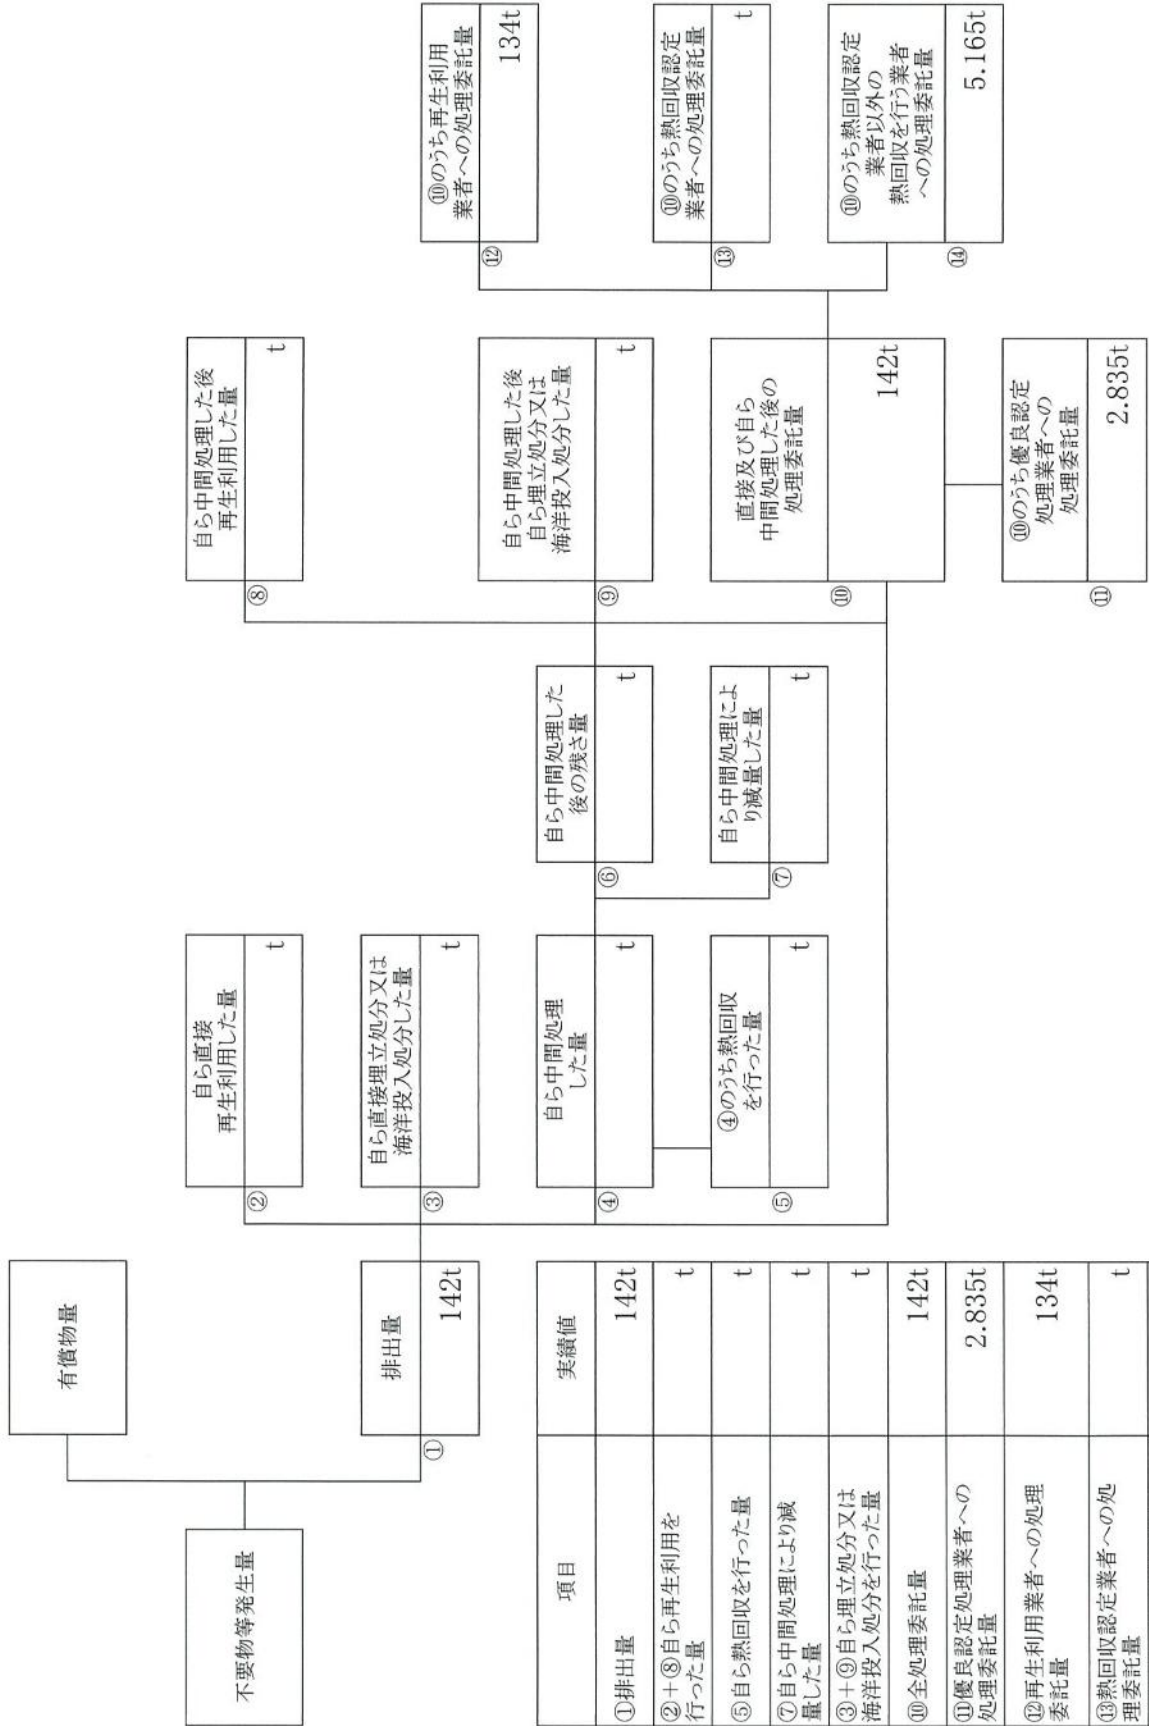 有償物量
不要物等発生量
排出量
①
142t
自ら直接
再生利用した量
②
t
自ら直接埋立処分又は
海洋投入処分した量
③
t
自ら中間処理
した量
④
t
④のうち熱回収
を行った量
⑤
t
自ら中間処理した
後の残さ量
⑥
t
自ら中間処理によ
り減量した量
⑦
t
自ら中間処理した後
再生利用した量
⑧
t
自ら中間処理した後
自ら埋立処分又は
海洋投入処分した量
⑨
t
直接及び自ら
中間処理した後の
処理委託量
⑩
142t
⑩のうち優良認定
処理業者への
処理委託量
⑪
2.835t
⑩のうち再生利用
業者への処理委託量
⑫
134t
⑩のうち熱回収認定
業者への処理委託量
⑬
t
⑩のうち熱回収認定
業者以外の
熱回収を行う業者
への処理委託量
⑭
5.165t
項目 実績値
①排出量 142t
②+⑧自ら再生利用を
行った量 t
⑤自ら熱回収を行った量 t
⑦自ら中間処理により減
量した量 t
③+⑨自ら埋立処分又は
海洋投入処分を行った量 t
⑩全処理委託量 142t
⑪優良認定処理業者への
処理委託量 2.835t
⑫再生利用業者への処理
委託量 134t
⑬熱回収認定業者への処
理委託量 t